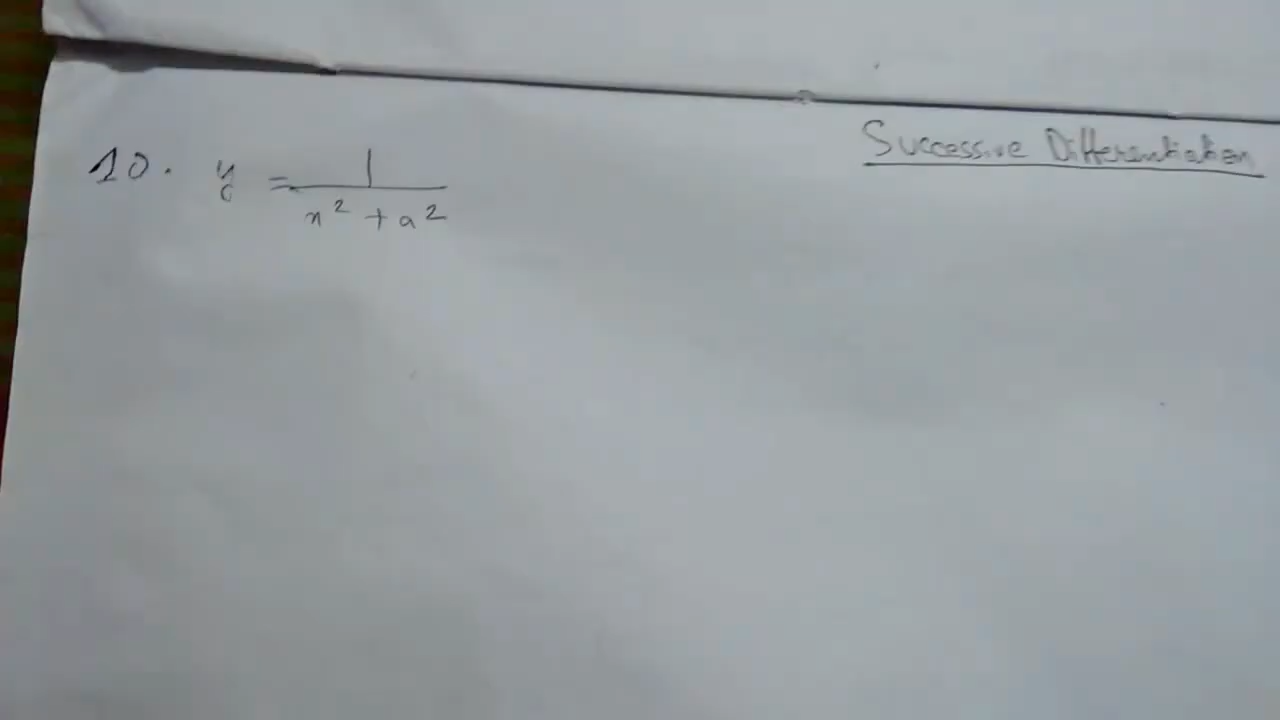 Successive Differentiation
10. y = 1 / (x² + a²)